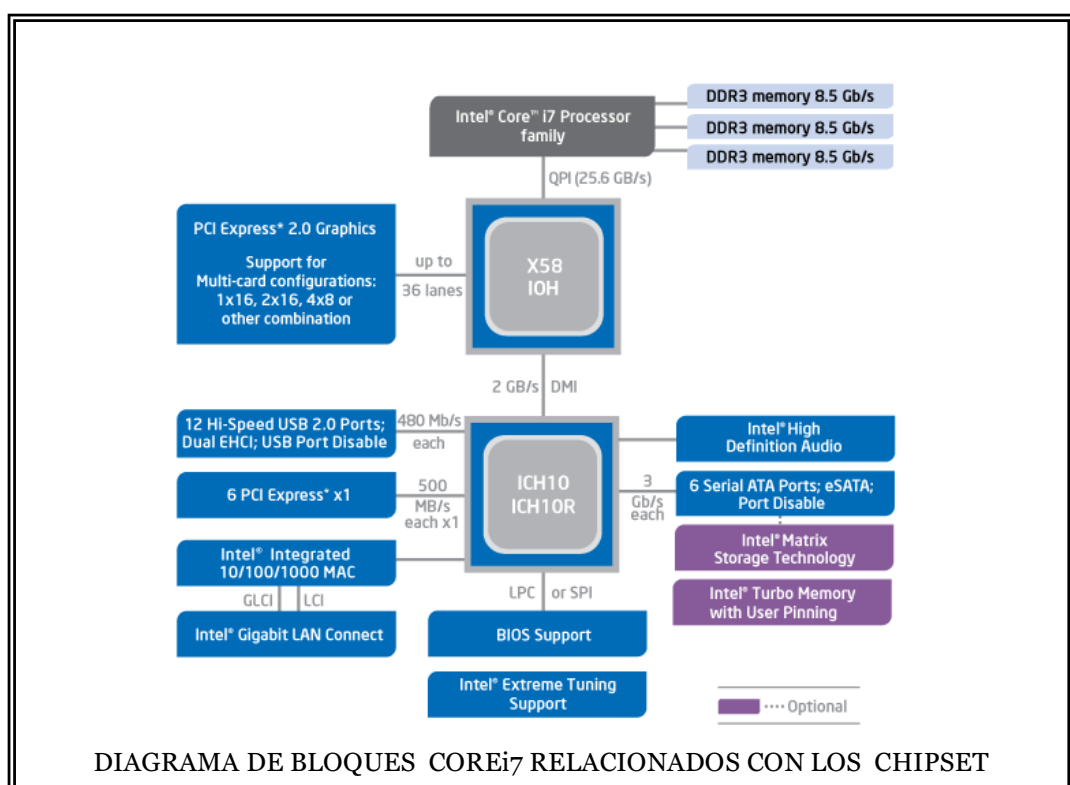 DDR3 memory 8.5 Gb/s
Intel® Core™ i7 Processor
family
DDR3 memory 8.5 Gb/s
DDR3 memory 8.5 Gb/s
QPI (25.6 GB/s)
PCI Express* 2.0 Graphics
Support for
Multi-card configurations:
1x16, 2x16, 4x8 or
other combination
up to
36 lanes
X58
IOH
2 GB/s DMI
12 Hi-Speed USB 2.0 Ports;
Dual EHCI; USB Port Disable
480 Mb/s
each
Intel® High
Definition Audio
6 PCI Express* x1
500
MB/s
each x1
ICH10
ICH10R
3
Gb/s
each
6 Serial ATA Ports; eSATA;
Port Disable
Intel® Matrix
Storage Technology
Intel® Integrated
10/100/1000 MAC
GLCI LCI
Intel® Gigabit LAN Connect
LPC or SPI
BIOS Support
Intel® Turbo Memory
with User Pinning
Intel® Extreme Tuning
Support
Optional
DIAGRAMA DE BLOQUES COREi7 RELACIONADOS CON LOS CHIPSET